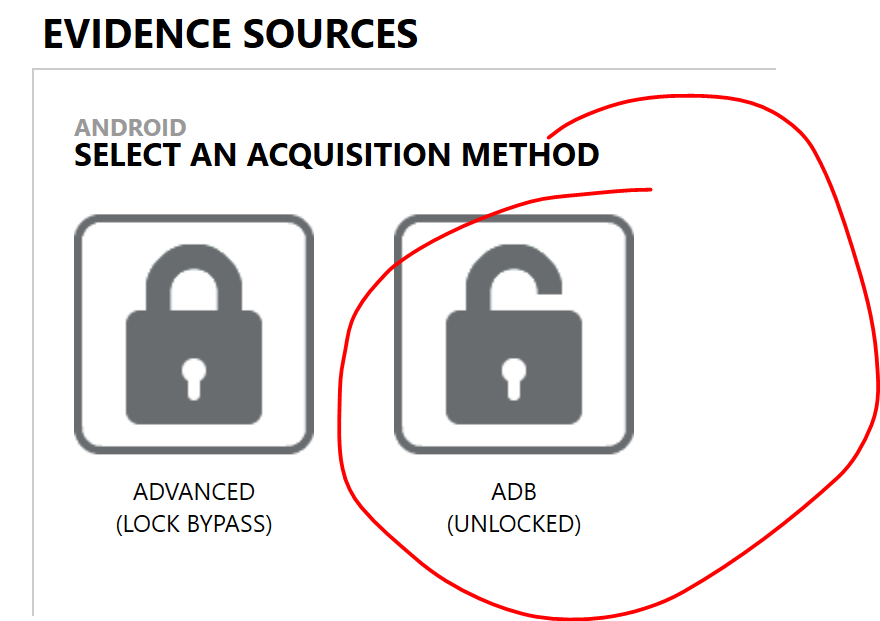 EVIDENCE SOURCES
ANDROID
SELECT AN ACQUISITION METHOD
ADVANCED
(LOCK BYPASS)
ADB
(UNLOCKED)